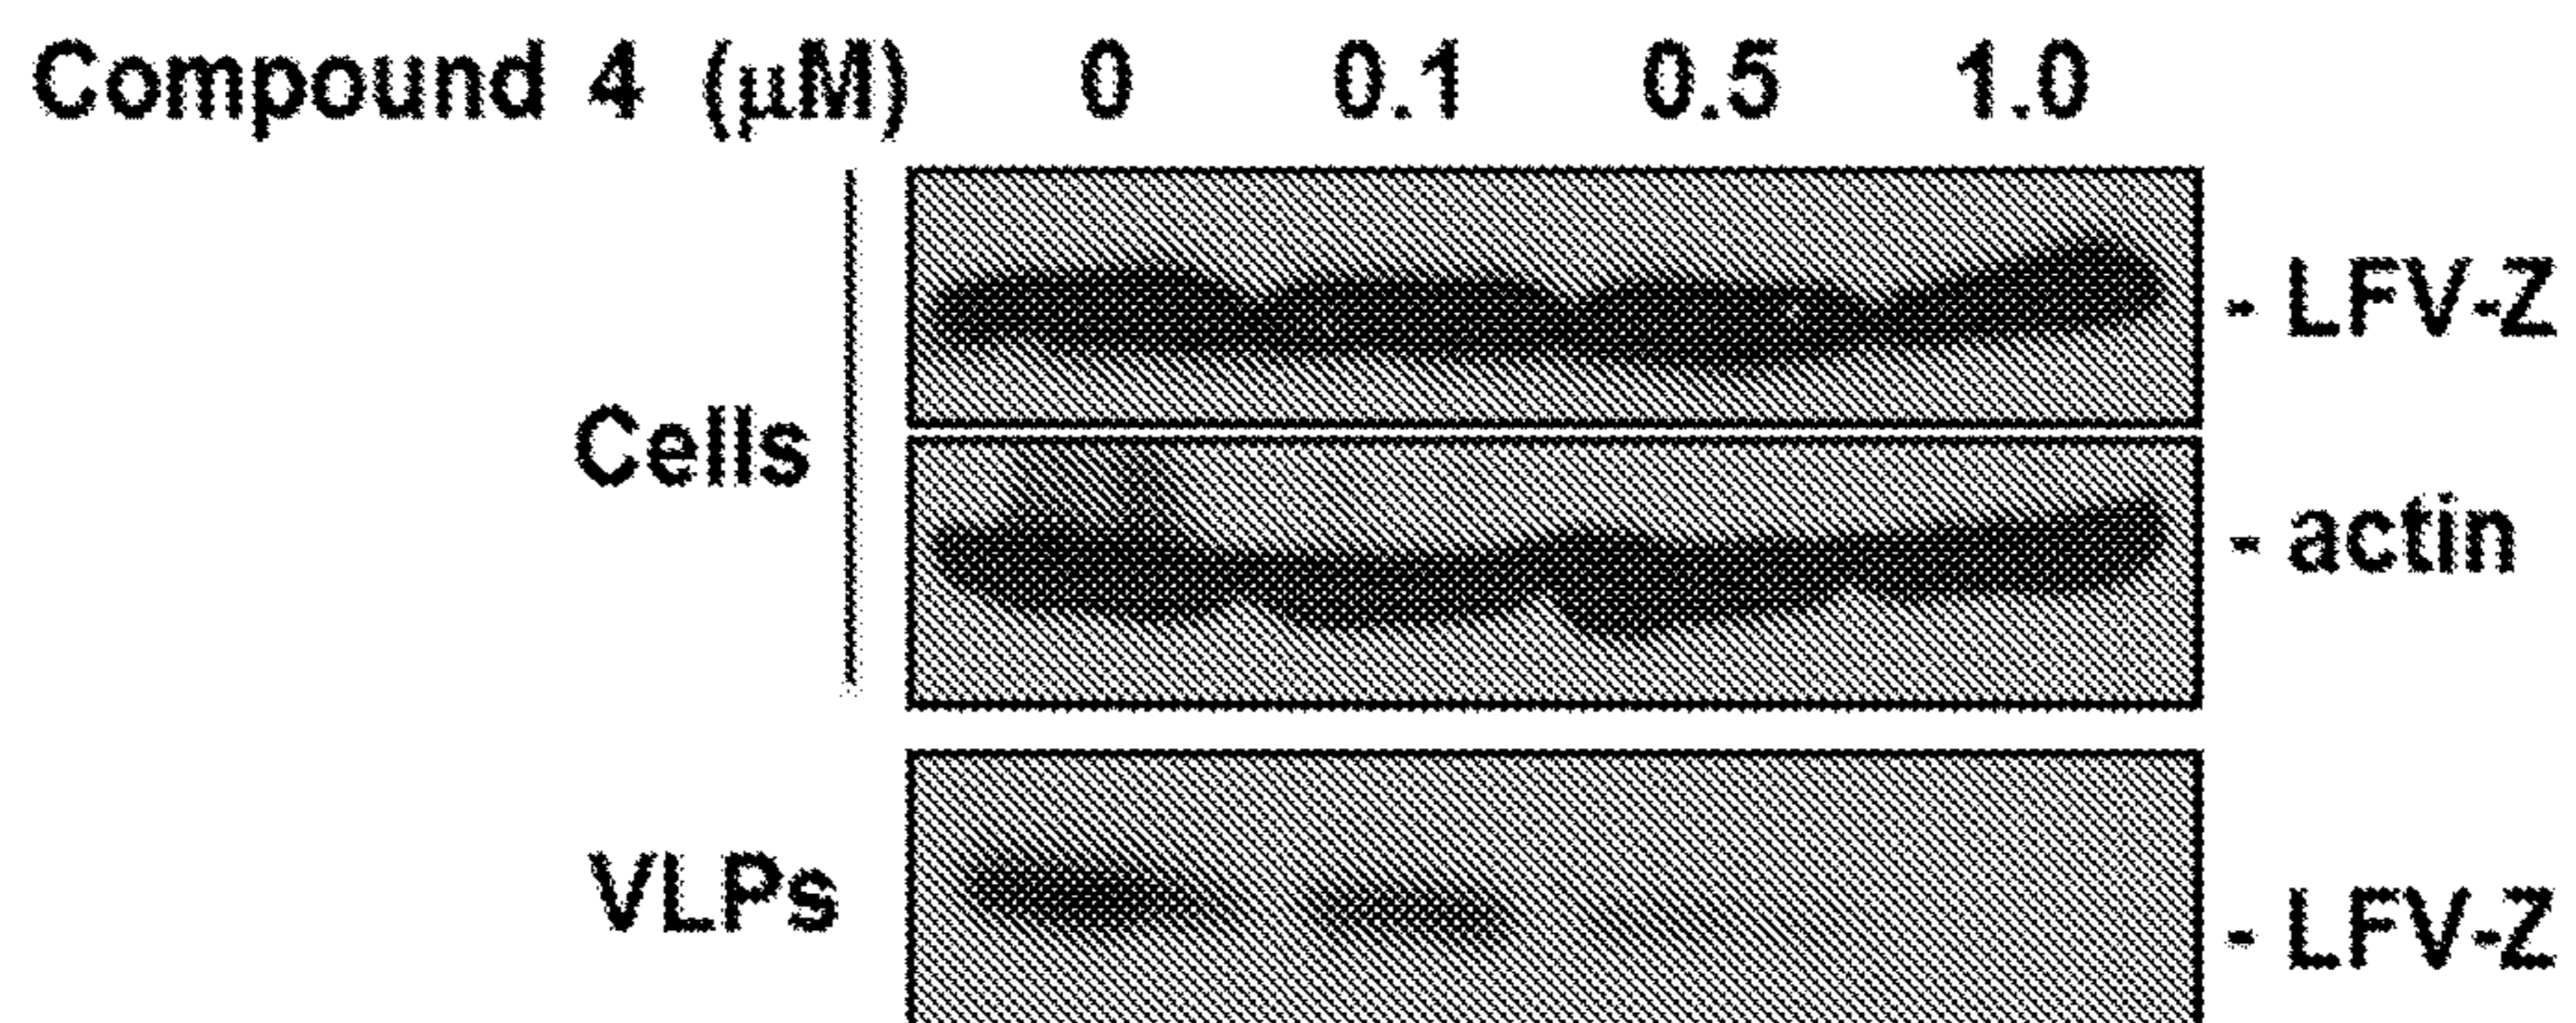 Compound 4 (μM) 0 0.1 0.5 1.0
- LFV-Z
Cells
- actin
VLPs
- LFV-Z